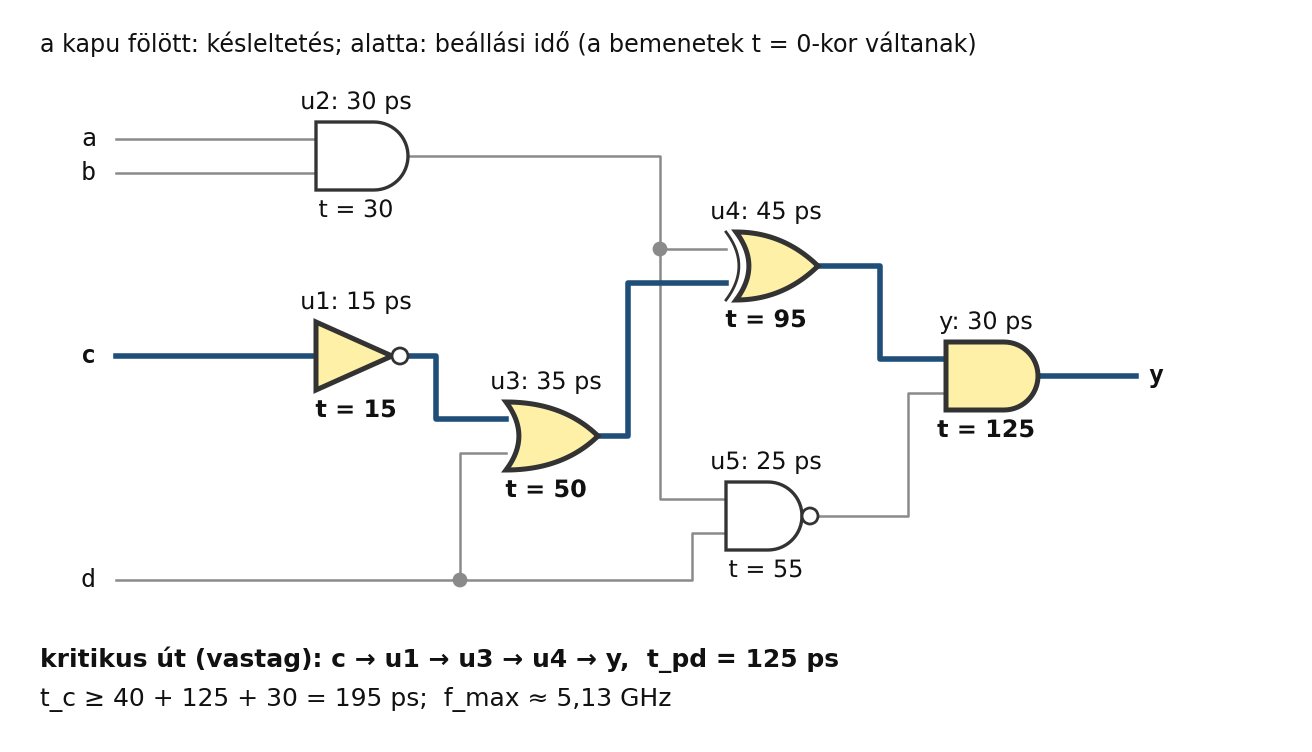 a kapu fölött: késleltetés; alatta: beállási idő (a bemenetek t = 0-kor váltanak)
u2: 30 ps
a
b
t = 30
u4: 45 ps
t = 95
u1: 15 ps
c
t = 15
y: 30 ps
y
t = 125
u3: 35 ps
t = 50
u5: 25 ps
t = 55
d
kritikus út (vastag): c → u1 → u3 → u4 → y, t_pd = 125 ps
t_c ≥ 40 + 125 + 30 = 195 ps; f_max ≈ 5,13 GHz